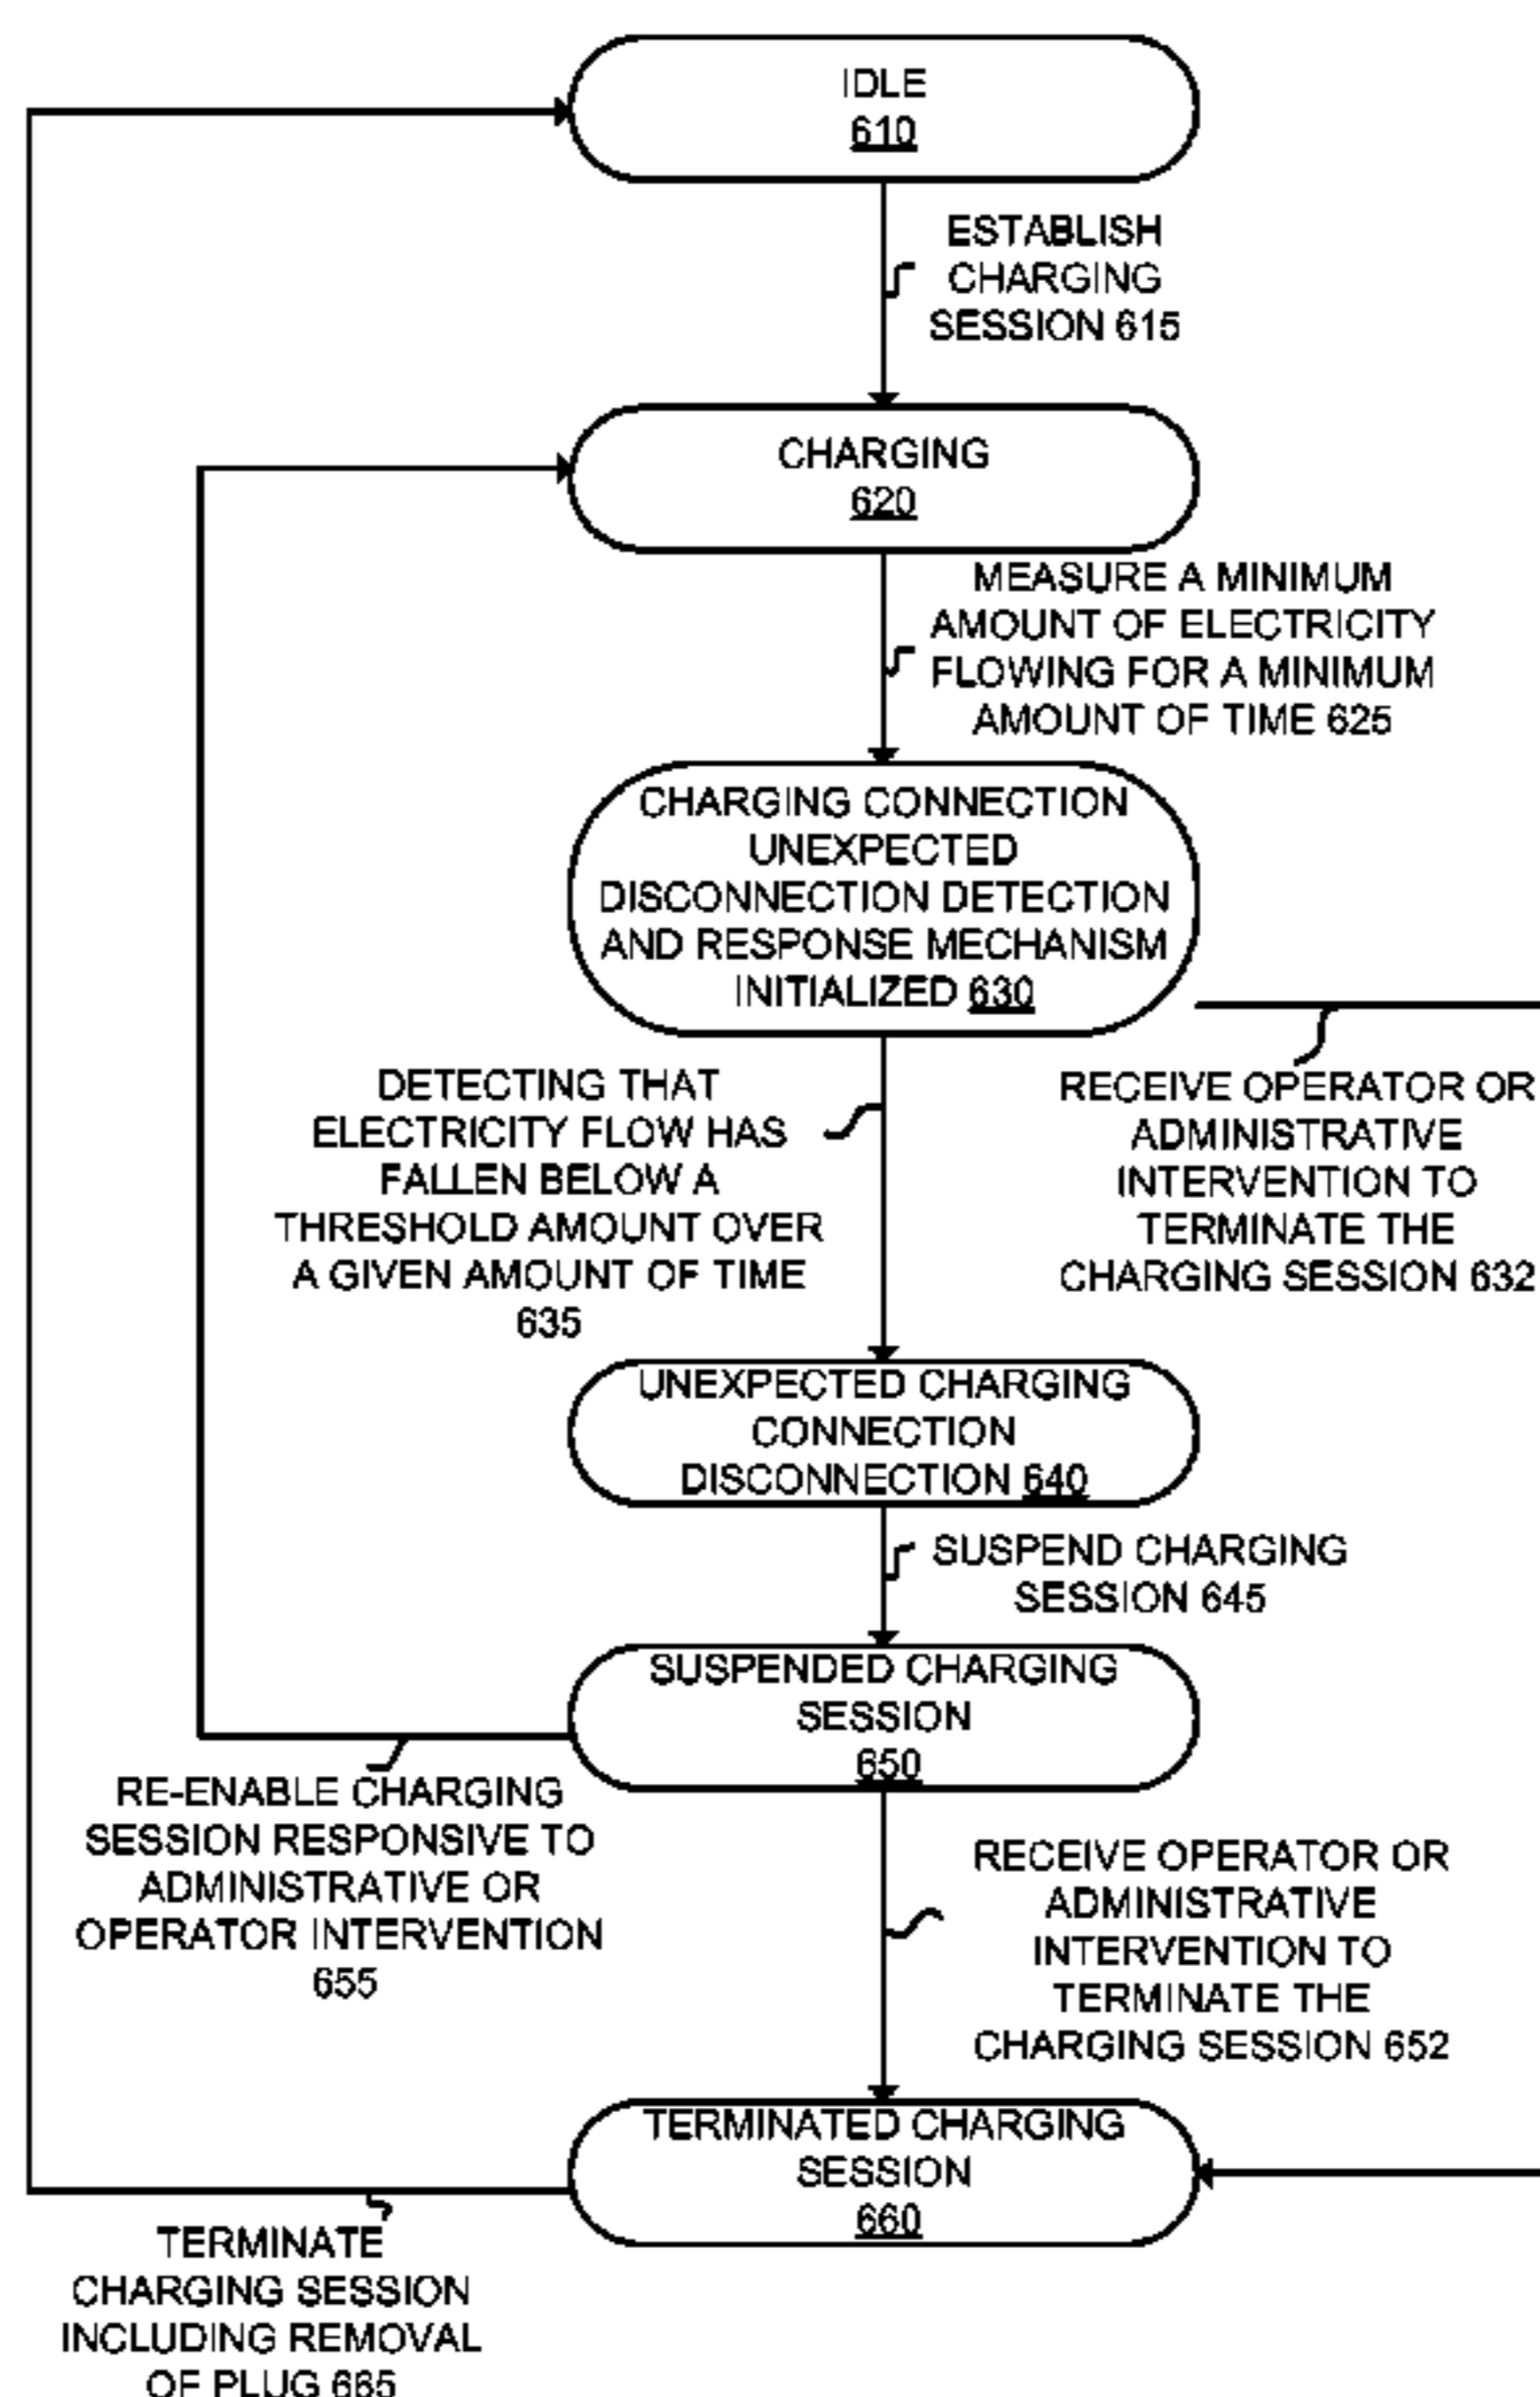 IDLE
610
ESTABLISH
CHARGING
SESSION 615
CHARGING
620
MEASURE A MINIMUM
AMOUNT OF ELECTRICITY
FLOWING FOR A MINIMUM
AMOUNT OF TIME 625
CHARGING CONNECTION
UNEXPECTED
DISCONNECTION DETECTION
AND RESPONSE MECHANISM
INITIALIZED 630
DETECTING THAT
ELECTRICITY FLOW HAS
FALLEN BELOW A
THRESHOLD AMOUNT OVER
A GIVEN AMOUNT OF TIME
635
RECEIVE OPERATOR OR
ADMINISTRATIVE
INTERVENTION TO
TERMINATE THE
CHARGING SESSION 632
UNEXPECTED CHARGING
CONNECTION
DISCONNECTION 640
SUSPEND CHARGING
SESSION 645
SUSPENDED CHARGING
SESSION
650
RE-ENABLE CHARGING
SESSION RESPONSIVE TO
ADMINISTRATIVE OR
OPERATOR INTERVENTION
655
RECEIVE OPERATOR OR
ADMINISTRATIVE
INTERVENTION TO
TERMINATE THE
CHARGING SESSION 652
TERMINATED CHARGING
SESSION
660
TERMINATE
CHARGING SESSION
INCLUDING REMOVAL
OF PLUG 665